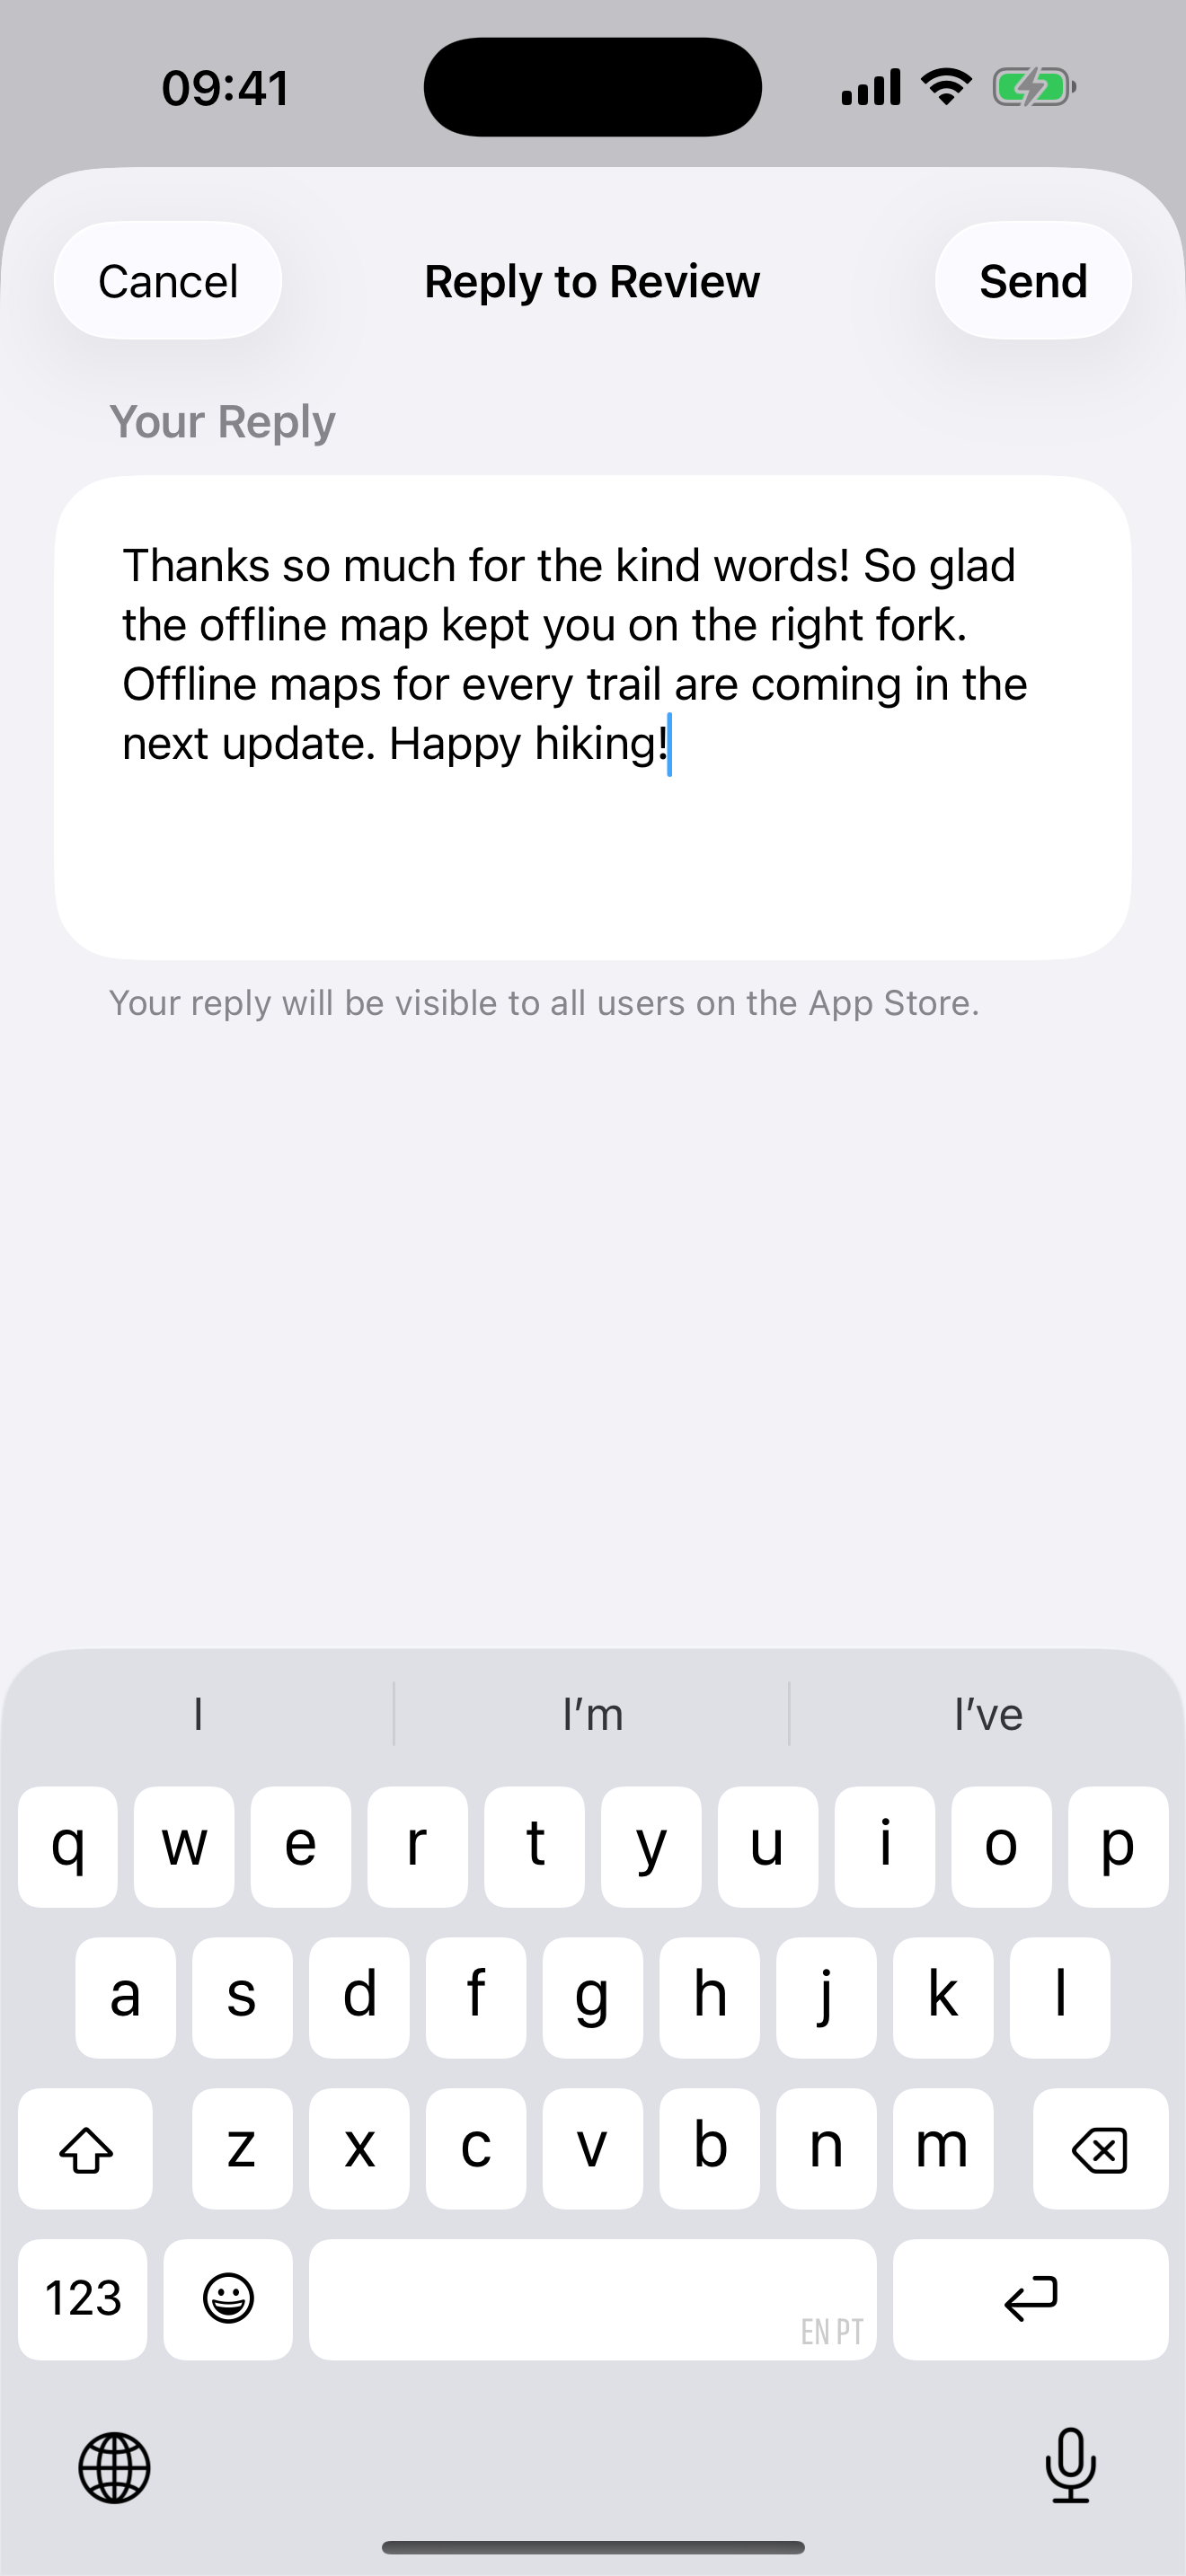 09:41
Cancel
Reply to Review
Send
Your Reply
Thanks so much for the kind words! So glad
the offline map kept you on the right fork.
Offline maps for every trail are coming in the
next update. Happy hiking!
Your reply will be visible to all users on the App Store.
I
I’m
I’ve
q w e r t y u i o p
a s d f g h j k l
z x c v b n m
123
EN PT